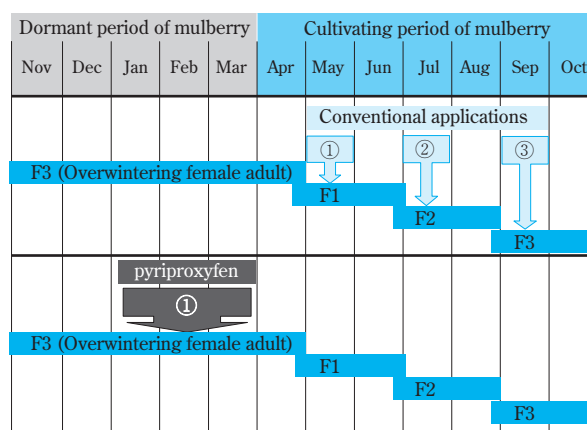 Dormant period of mulberry Cultivating period of mulberry
Nov Dec Jan Feb Mar Apr May Jun Jul Aug Sep Oct
Conventional applications
① ② ③
F3 (Overwintering female adult)
F1
F2
F3
pyriproxyfen
①
F3 (Overwintering female adult)
F1
F2
F3